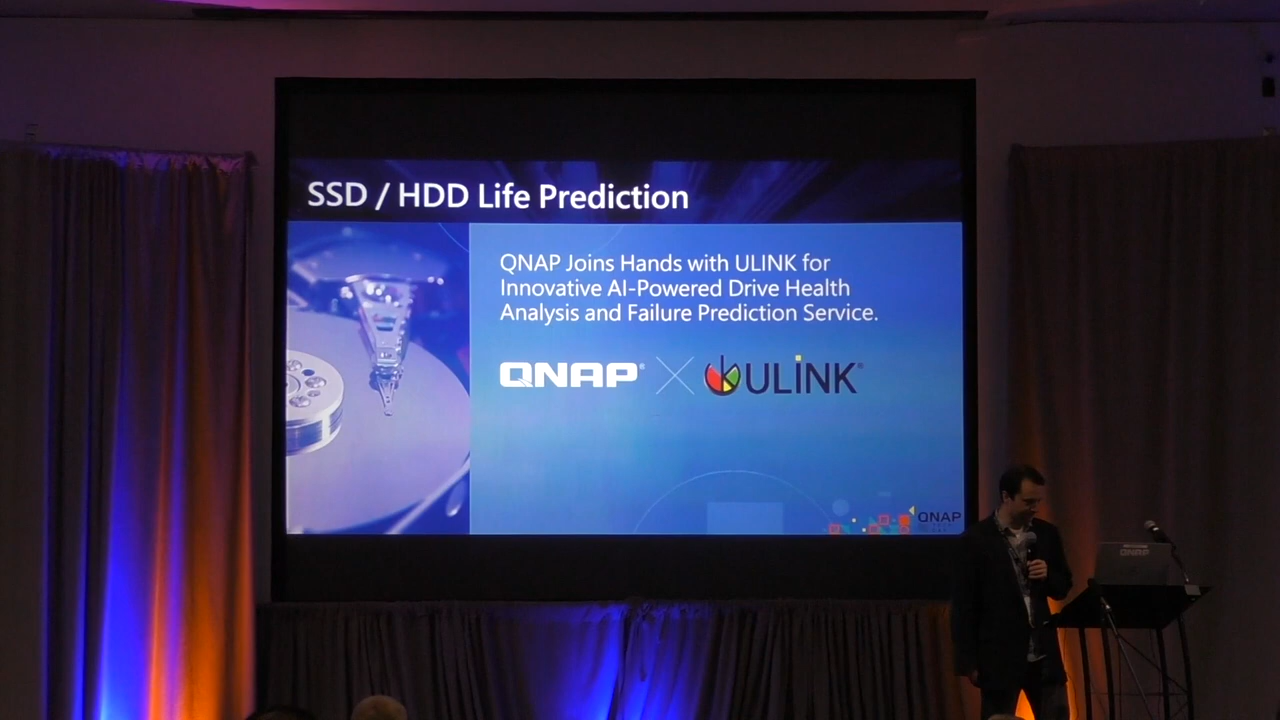 SSD / HDD Life Prediction
QNAP Joins Hands with ULINK for
Innovative AI-Powered Drive Health
Analysis and Failure Prediction Service.
QNAP® × ULINK®
QNAP
QNAP